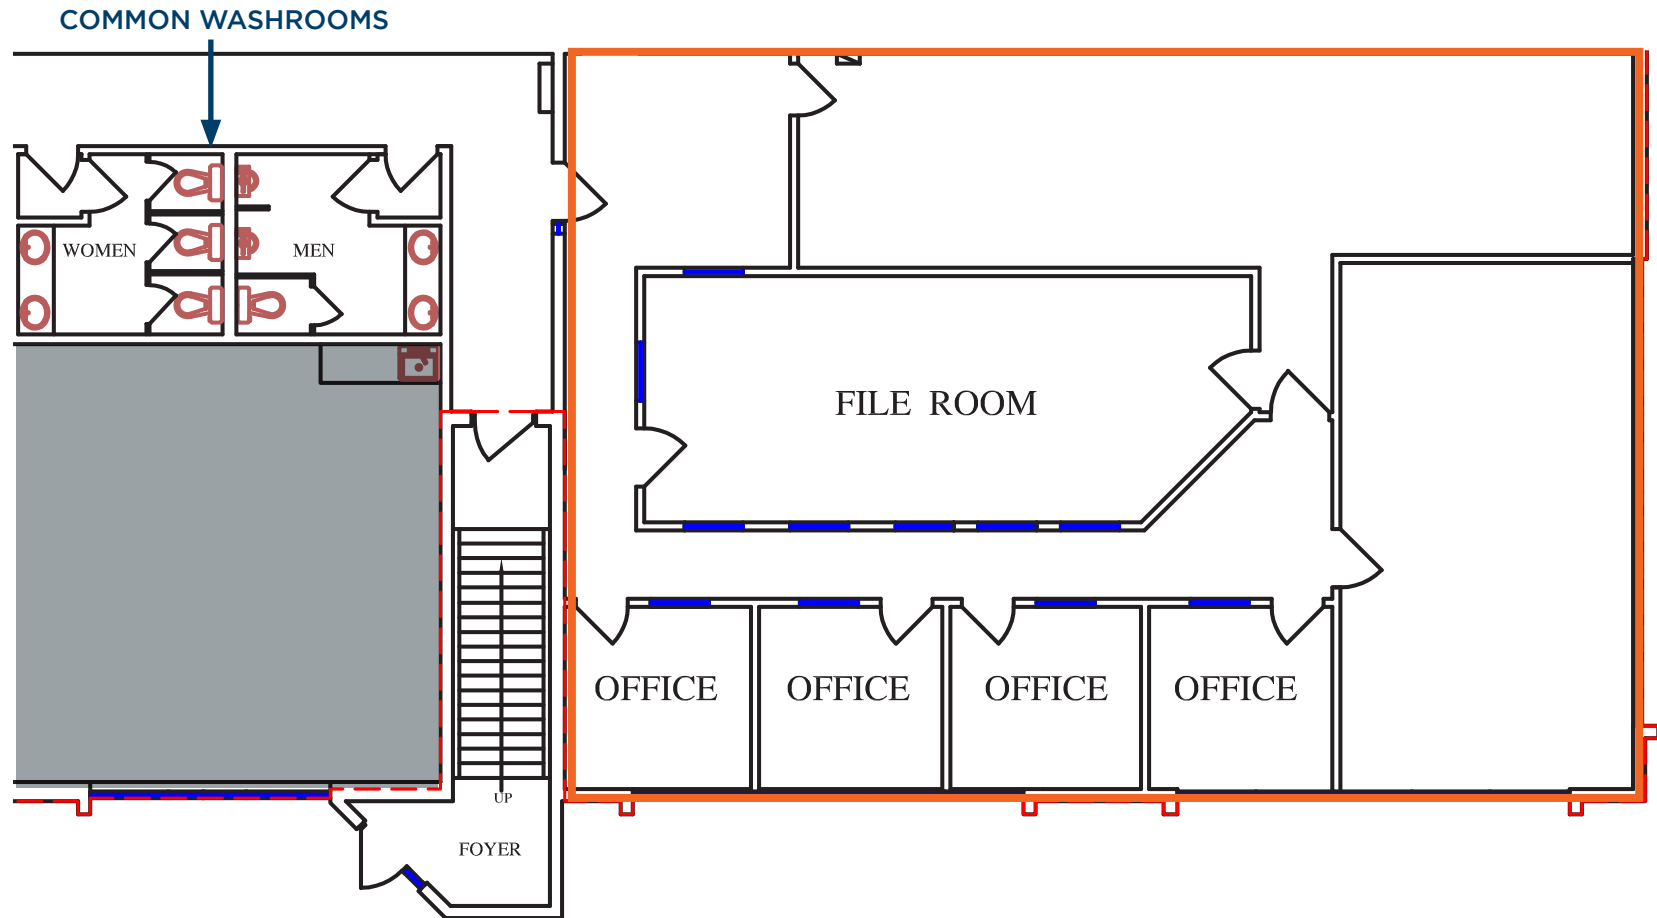 COMMON WASHROOMS
WOMEN
MEN
FILE ROOM
OFFICE
OFFICE
OFFICE
OFFICE
UP
FOYER